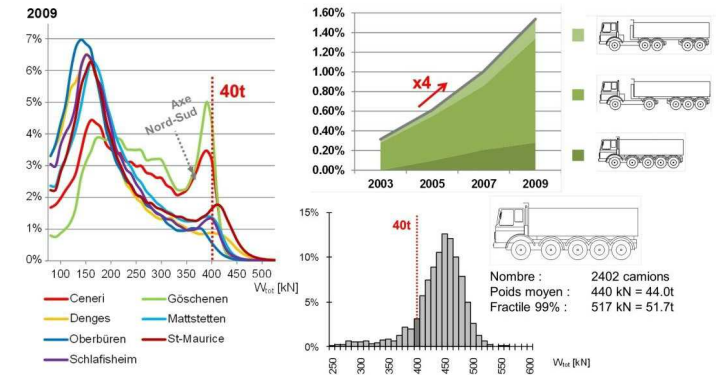 2009
7%
6%
5%
4%
3%
2%
1%
0%
40t
Axe
Nord-Sud
100 150 200 250 300 350 400 450 500
Wtot [kN]
Ceneri
Göschenen
Denges
Mattstetten
Oberbüren
St-Maurice
Schlafisheim
1.60%
1.40%
1.20%
1.00%
0.80%
0.60%
0.40%
0.20%
0.00%
x4
2003 2005 2007 2009
15%
10%
5%
0%
40t
250 300 350 400 450 500 550 600
Wtot [kN]
Nombre : 2402 camions
Poids moyen : 440 kN = 44.0t
Fractile 99% : 517 kN = 51.7t